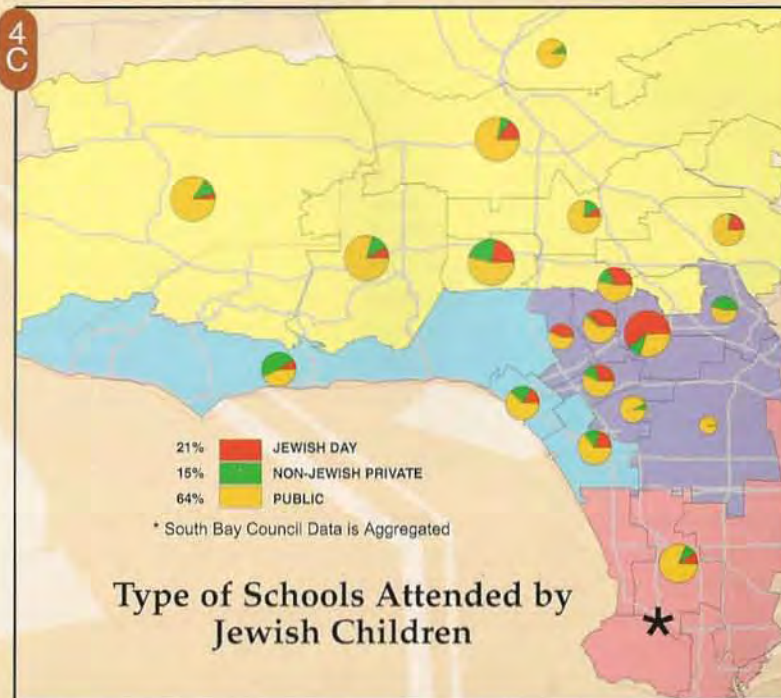 4
C
21% JEWISH DAY
15% NON-JEWISH PRIVATE
64% PUBLIC
* South Bay Council Data is Aggregated
Type of Schools Attended by
Jewish Children
*